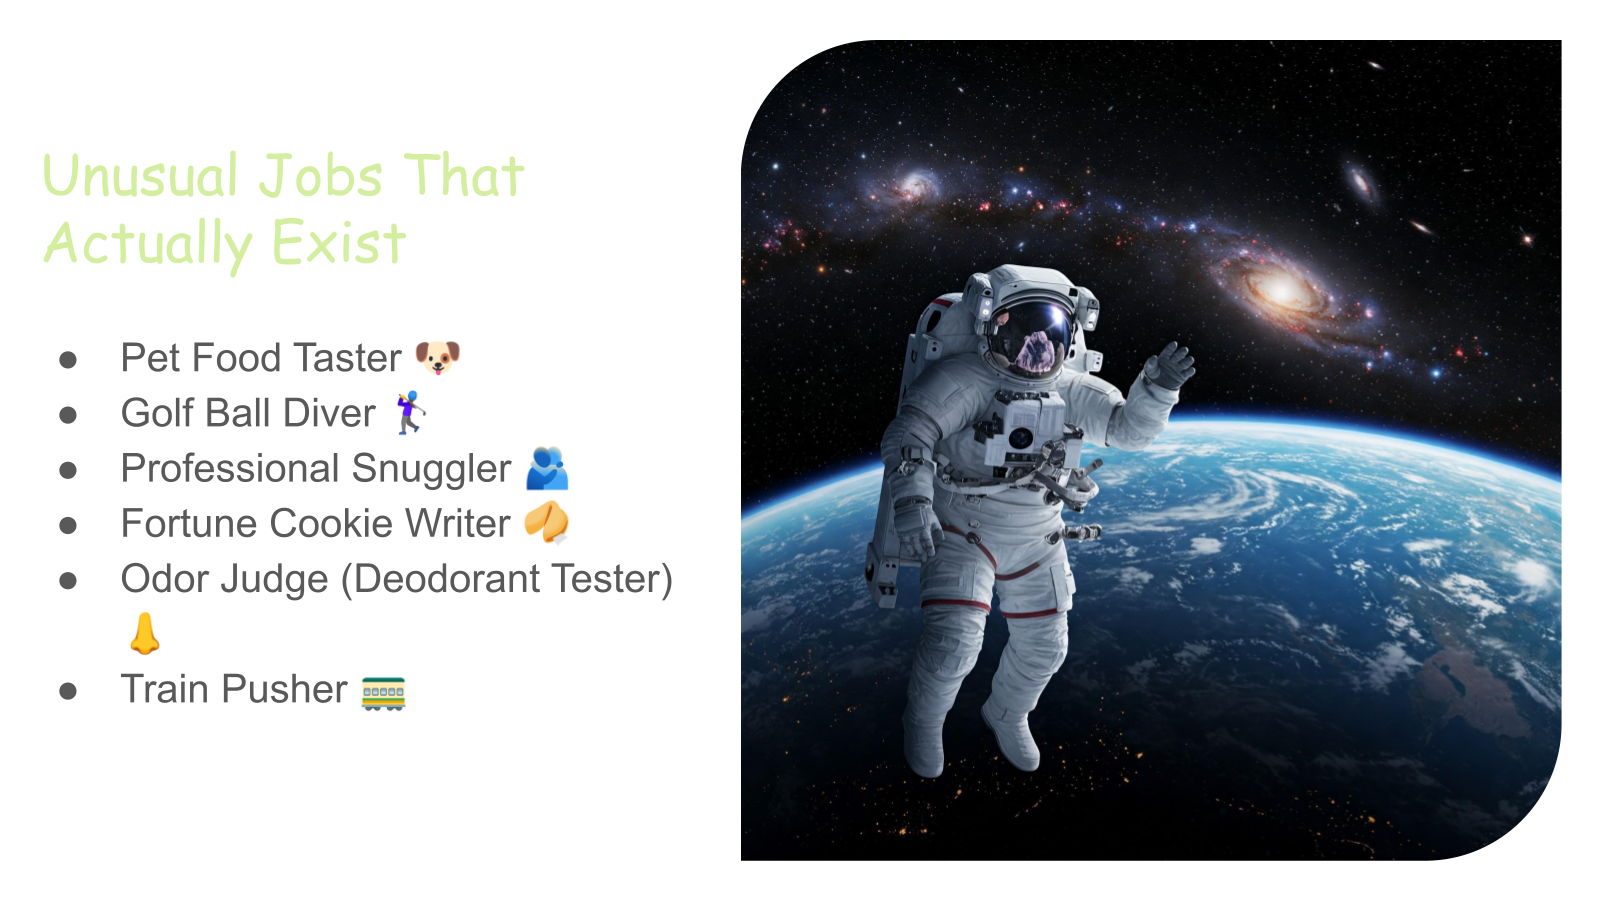 Unusual Jobs That
Actually Exist
● Pet Food Taster 🐶
● Golf Ball Diver 🏌️‍♀️
● Professional Snuggler 🫂
● Fortune Cookie Writer 🥠
● Odor Judge (Deodorant Tester)
👃
● Train Pusher 🚃